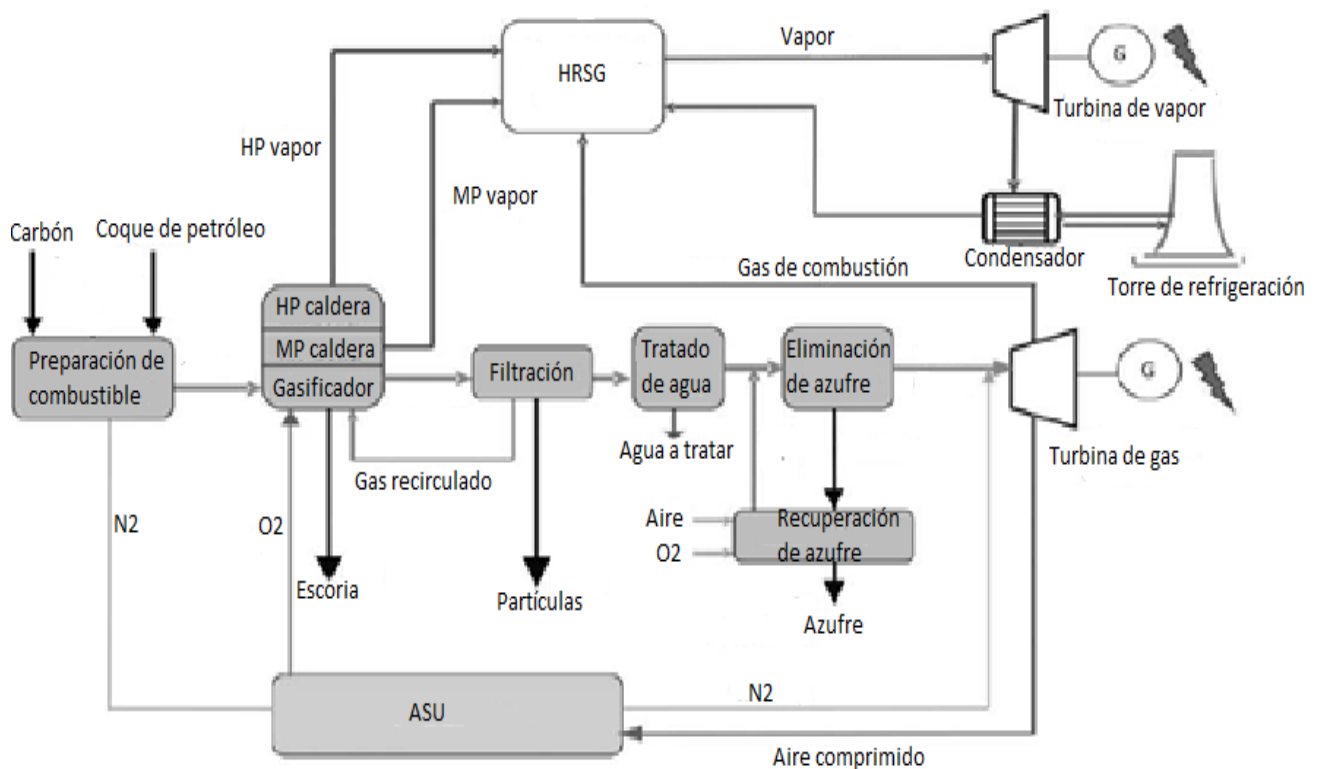 Vapor
HRSG
G
Turbina de vapor
HP vapor
MP vapor
Carbón
Coque de petróleo
Condensador
Gas de combustión
Torre de refrigeración
HP caldera
MP caldera
Gasificador
Preparación de
combustible
Filtración
Tratado
de agua
Eliminación
de azufre
G
Agua a tratar
Turbina de gas
Gas recirculado
N2
O2
Aire
O2
Recuperación
de azufre
Escoria
Partículas
Azufre
ASU
N2
Aire comprimido